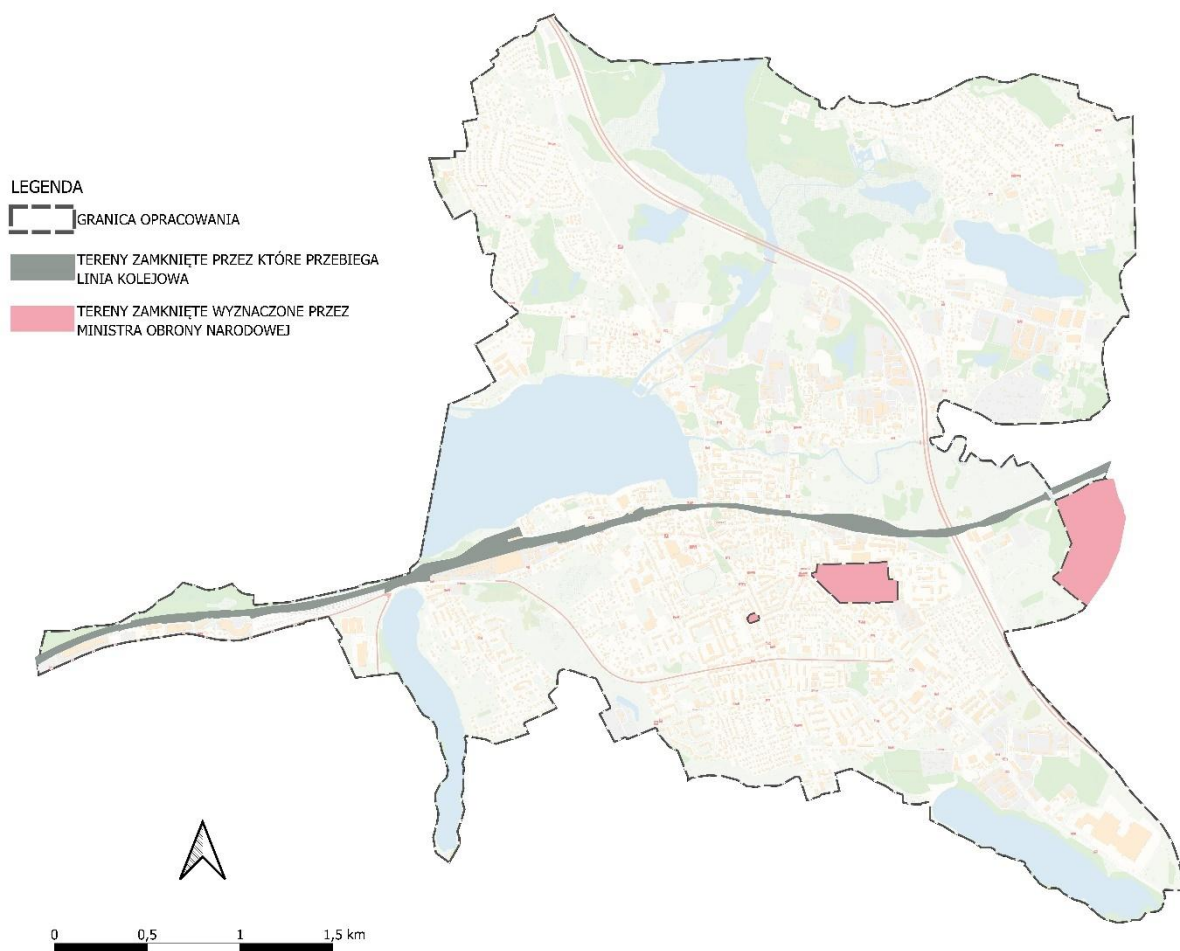 LEGENDA
GRANICA OPRACOWANIA
TERENY ZAMKNIĘTE PRZEZ KTÓRE PRZEBIEGA
LINIA KOLEJOWA
TERENY ZAMKNIĘTE WYZNACZONE PRZEZ
MINISTRA OBRONY NARODOWEJ
0 0,5 1 1,5 km